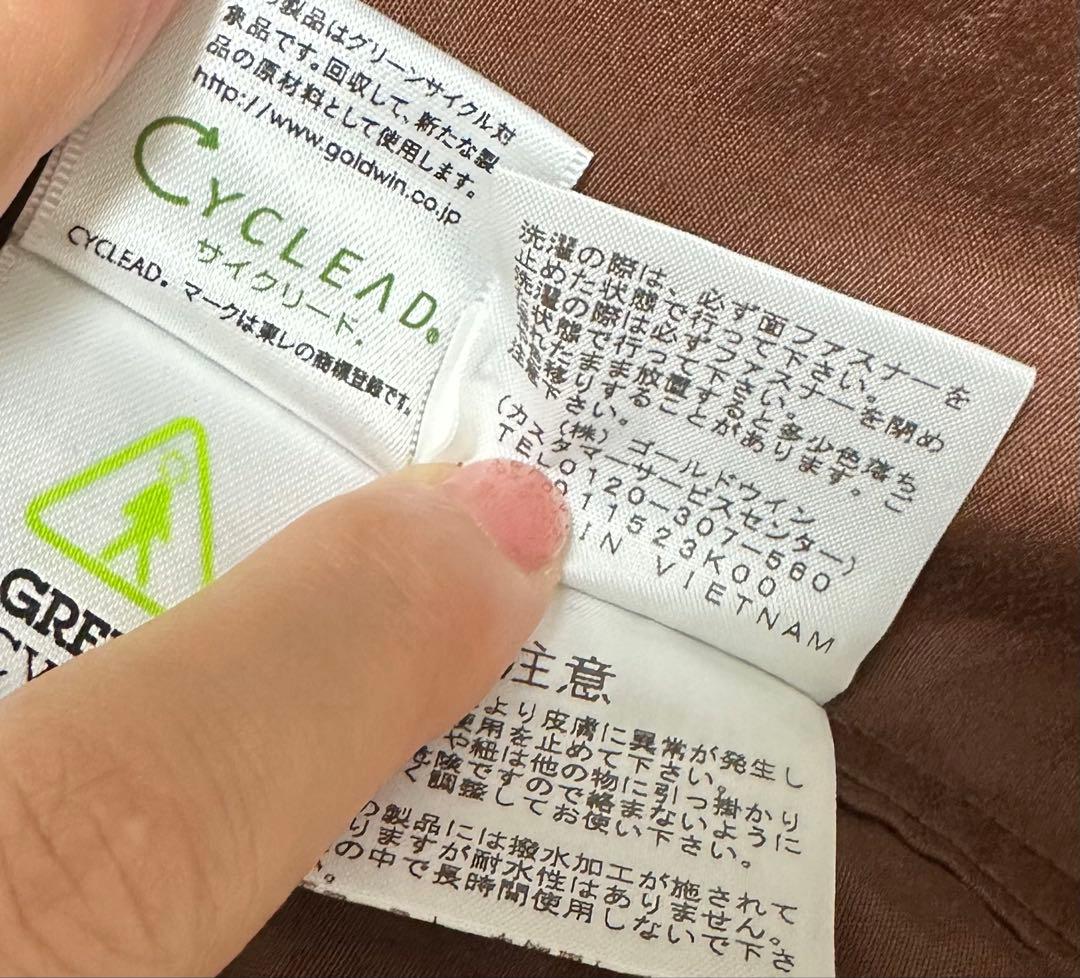 製品はグリーンサイクル対
象品です。回収して、新たな製
品の原材料として使用します。
http://www.goldwin.co.jp
CYCLEAD®
サイクリード®
CYCLEAD® マークは東レの商標登録です。
洗濯の際は、必ず面ファスナーを
止めた状態で行って下さい。
洗濯の際は必ずファスナーを閉め
状態で行って下さい。
放置すると多少色落ち
移りすることがあります。ご
下さい。
(株)ゴールドウイン
(カスタマーサービスセンター)
TEL0120-307-560
11523K00
IN VIETNAM
注意
より皮膚に異常が発生し
使用を止めて下さい。
や紐は他の物に引っ掛かり
険ですので絡まないように
く調整してお使い下さい。
の製品には撥水加工が施されて
りますが耐水性はありません。
の中で長時間使用しないで下さ